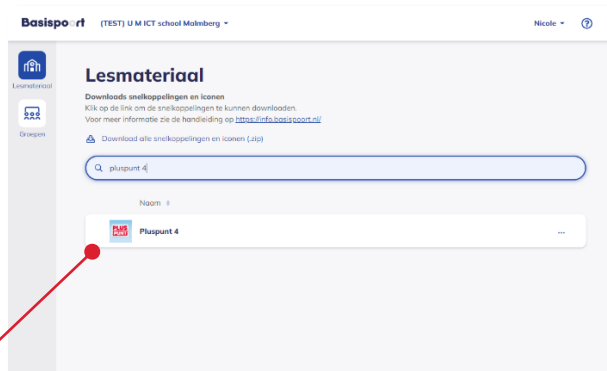 Basispoort (TEST) U M ICT school Malmberg Nicole ?
Lesmateriaal
Groepen
Lesmateriaal
Downloads snelkoppelingen en iconen
Klik op de link om de snelkoppelingen te kunnen downloaden.
Voor meer informatie zie de handleiding op https://info.basispoort.nl/
Download alle snelkoppelingen en iconen (.zip)
pluspunt 4
Naam
PLUS PUNT Pluspunt 4 ...